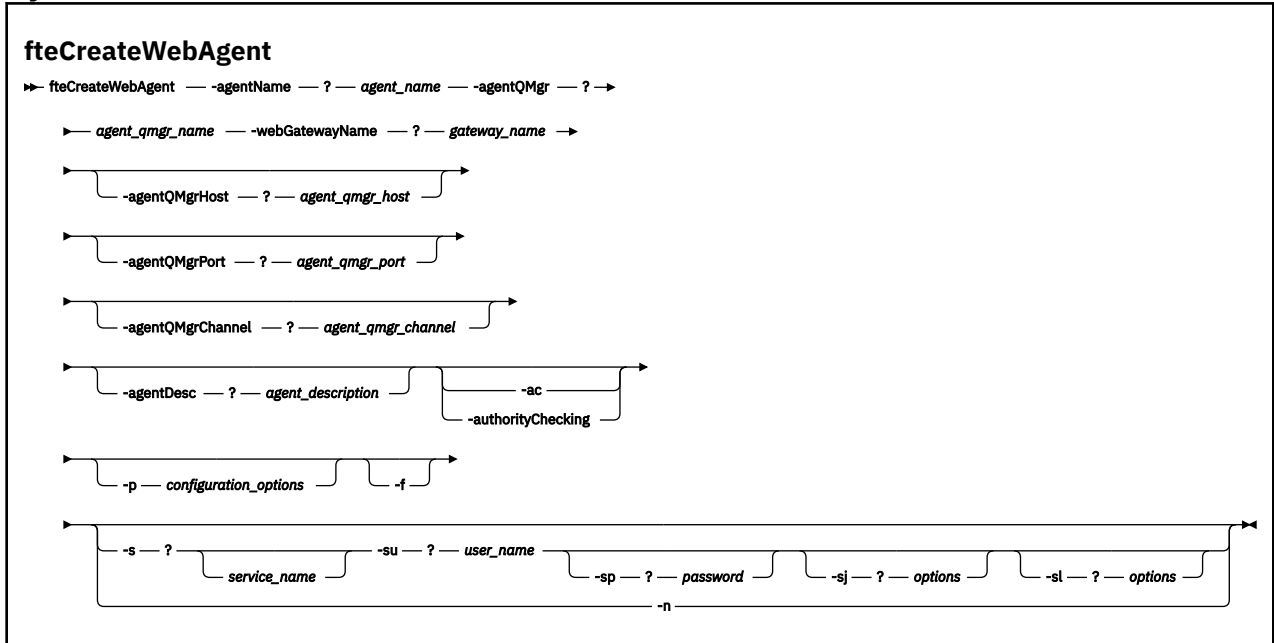 fteCreateWebAgent
fteCreateWebAgent -agentName ? agent_name -agentQMgr ?
agent_qmgr_name -webGatewayName ? gateway_name
-agentQMgrHost ? agent_qmgr_host
-agentQMgrPort ? agent_qmgr_port
-agentQMgrChannel ? agent_qmgr_channel
-agentDesc ? agent_description -ac
-authorityChecking
-p configuration_options -f
-s ? service_name -su ? user_name -sp ? password -sj ? options -sl ? options
-n